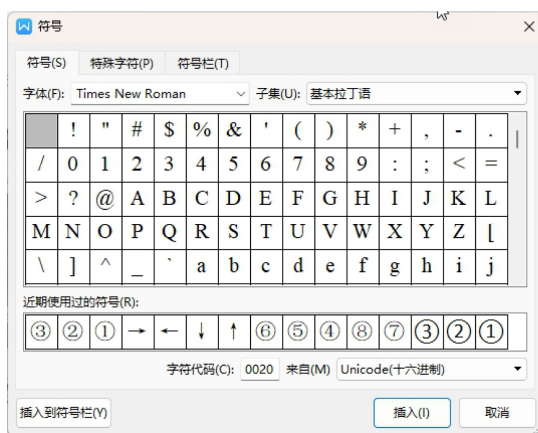 符号
符号(S) 特殊字符(P) 符号栏(T)
字体(F): Times New Roman 子集(U): 基本拉丁语
! " # $ % & ' ( ) * + , - .
/ 0 1 2 3 4 5 6 7 8 9 : ; < =
> ? @ A B C D E F G H I J K L
M N O P Q R S T U V W X Y Z [
\ ] ^ _ ` a b c d e f g h i j
近期使用过的符号(R):
③ ② ① → ← ↓ ↑ ⑥ ⑤ ④ ⑧ ⑦ ③ ② ①
字符代码(C): 0020 来自(M) Unicode(十六进制)
插入到符号栏(Y) 插入(I) 取消